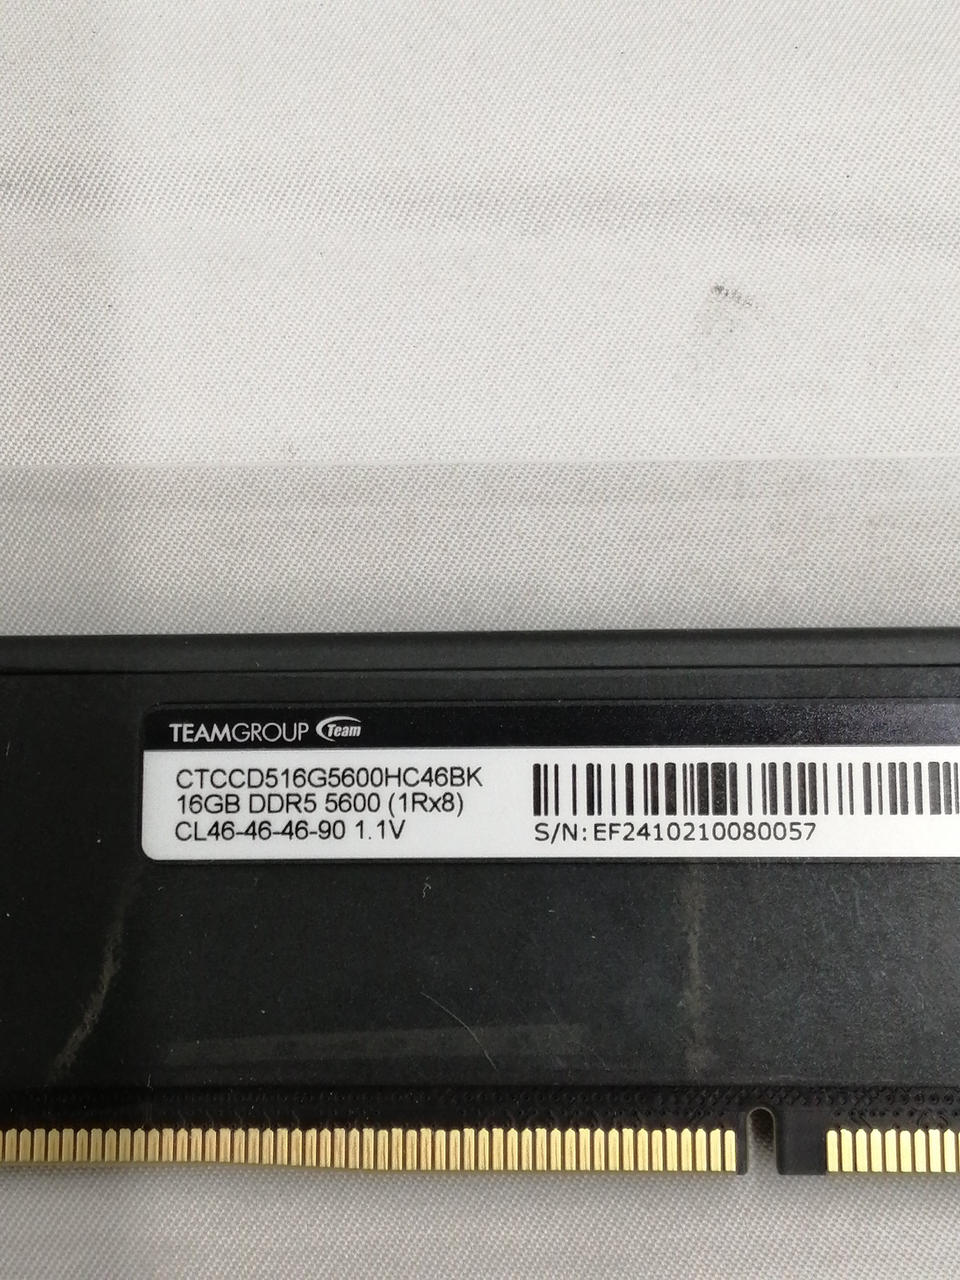 TEAMGROUP Team
CTCCD516G5600HC46BK
16GB DDR5 5600 (1Rx8)
CL46-46-46-90 1.1V
S/N:EF2410210080057